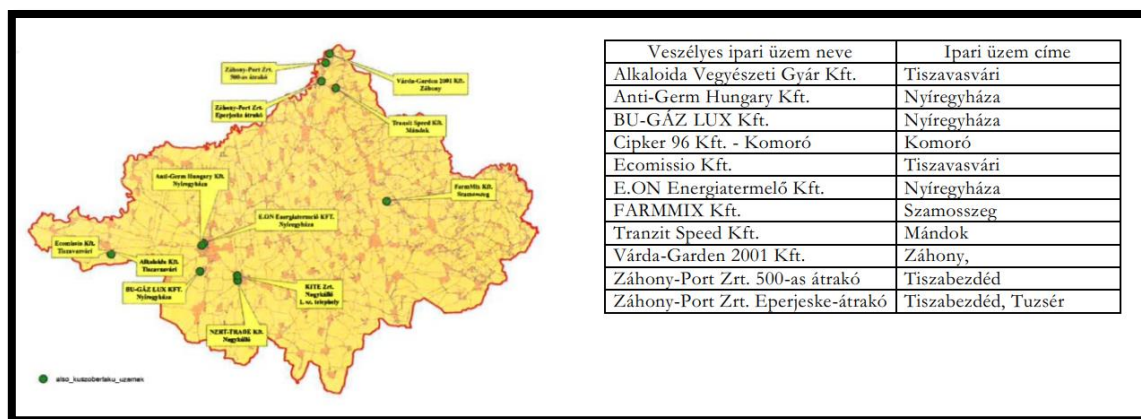 Záhony-Port Zrt.
500-as átrakó
Várda-Garden 2001 Kft.
Záhony
Záhony-Port Zrt.
Eperjeske átrakó
Tranzit Speed Kft.
Mándok
Anti-Germ Hungary Kft.
Nyíregyháza
FarmMix Kft.
Szamosszeg
E.ON Energiatermelő KFT.
Nyíregyháza
Ecomissio Kft.
Tiszavasvári
Alkaloida Kft.
Tiszavasvári
BU-GÁZ LUX KFT.
Nyíregyháza
KITE Zrt.
Nagykálló
I. sz. telephely
NZRT-TRADE Kft.
Nagykálló
also_kuszoberteku_uzemek
Veszélyes ipari üzem neve Ipari üzem címe
Alkaloida Vegyészeti Gyár Kft. Tiszavasvári
Anti-Germ Hungary Kft. Nyíregyháza
BU-GÁZ LUX Kft. Nyíregyháza
Cipker 96 Kft. - Komoró Komoró
Ecomissio Kft. Tiszavasvári
E.ON Energiatermelő Kft. Nyíregyháza
FARMMIX Kft. Szamosszeg
Tranzit Speed Kft. Mándok
Várda-Garden 2001 Kft. Záhony,
Záhony-Port Zrt. 500-as átrakó Tiszabezdéd
Záhony-Port Zrt. Eperjeske-átrakó Tiszabezdéd, Tuzsér